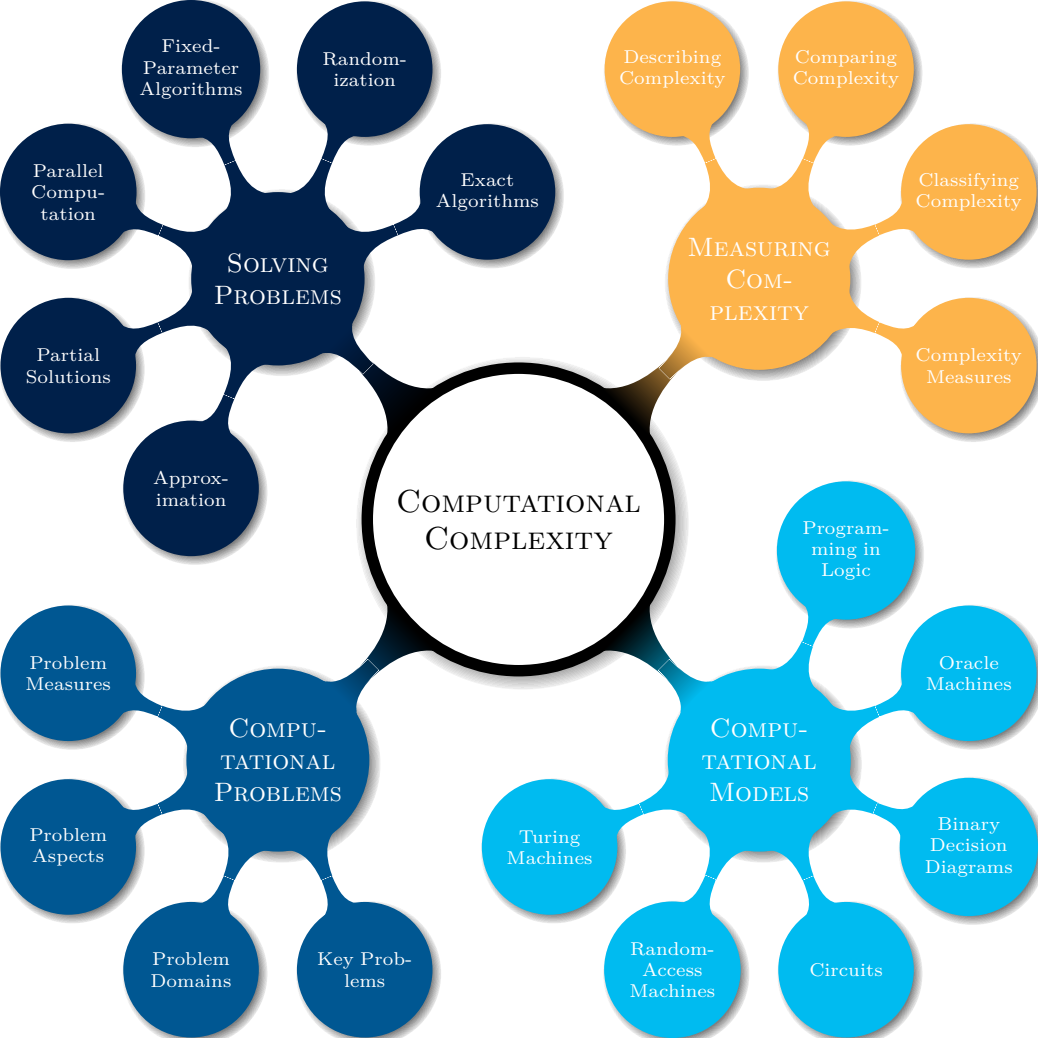 COMPUTATIONAL
COMPLEXITY
SOLVING
PROBLEMS
Fixed-
Parameter
Algorithms
Random-
ization
Exact
Algorithms
Parallel
Compu-
tation
Partial
Solutions
Approx-
imation
MEASURING
COM-
PLEXITY
Describing
Complexity
Comparing
Complexity
Classifying
Complexity
Complexity
Measures
COMPU-
TATIONAL
PROBLEMS
Problem
Measures
Problem
Aspects
Problem
Domains
Key Prob-
lems
COMPU-
TATIONAL
MODELS
Program-
ming in
Logic
Oracle
Machines
Binary
Decision
Diagrams
Circuits
Random-
Access
Machines
Turing
Machines